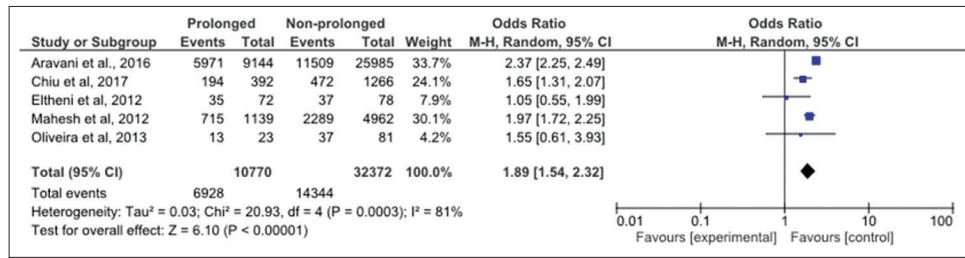 Prolonged Non-prolonged Odds Ratio Odds Ratio
Study or Subgroup Events Total Events Total Weight M-H, Random, 95% CI M-H, Random, 95% CI
Aravani et al., 2016 5971 9144 11509 25985 33.7% 2.37 [2.25, 2.49]
Chiu et al, 2017 194 392 472 1266 24.1% 1.65 [1.31, 2.07]
Eltheni et al, 2012 35 72 37 78 7.9% 1.05 [0.55, 1.99]
Mahesh et al, 2012 715 1139 2289 4962 30.1% 1.97 [1.72, 2.25]
Oliveira et al, 2013 13 23 37 81 4.2% 1.55 [0.61, 3.93]
Total (95% CI) 10770 32372 100.0% 1.89 [1.54, 2.32]
Total events 6928 14344
Heterogeneity: Tau² = 0.03; Chi² = 20.93, df = 4 (P = 0.0003); I² = 81%
Test for overall effect: Z = 6.10 (P < 0.00001)
0.01 0.1 1 10 100
Favours [experimental] Favours [control]